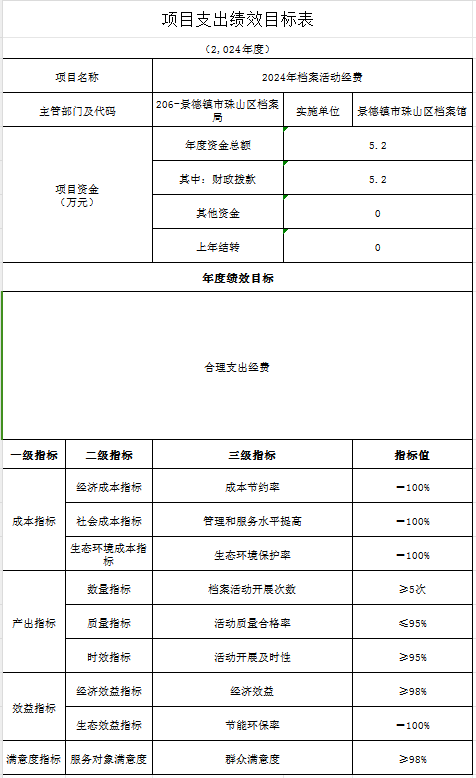 项目支出绩效目标表
（2,024年度）
项目名称 2024年档案活动经费
主管部门及代码 206-景德镇市珠山区档案局 实施单位 景德镇市珠山区档案馆
项目资金
（万元）
年度资金总额 5.2
其中：财政拨款 5.2
其他资金 0
上年结转 0
年度绩效目标
合理支出经费
一级指标 二级指标 三级指标 指标值
成本指标 经济成本指标 成本节约率 =100%
社会成本指标 管理和服务水平提高 =100%
生态环境成本指标 生态环境保护率 =100%
产出指标 数量指标 档案活动开展次数 ≥5次
质量指标 活动质量合格率 ≤95%
时效指标 活动开展及时性 ≥95%
效益指标 经济效益指标 经济效益 ≥98%
生态效益指标 节能环保率 =100%
满意度指标 服务对象满意度 群众满意度 ≥98%